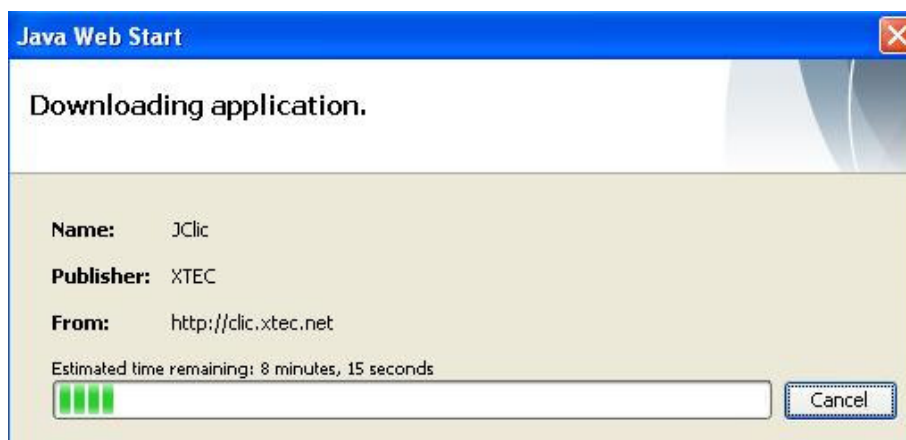 Java Web Start
Downloading application.
Name: JClic
Publisher: XTEC
From: http://clic.xtec.net
Estimated time remaining: 8 minutes, 15 seconds
Cancel